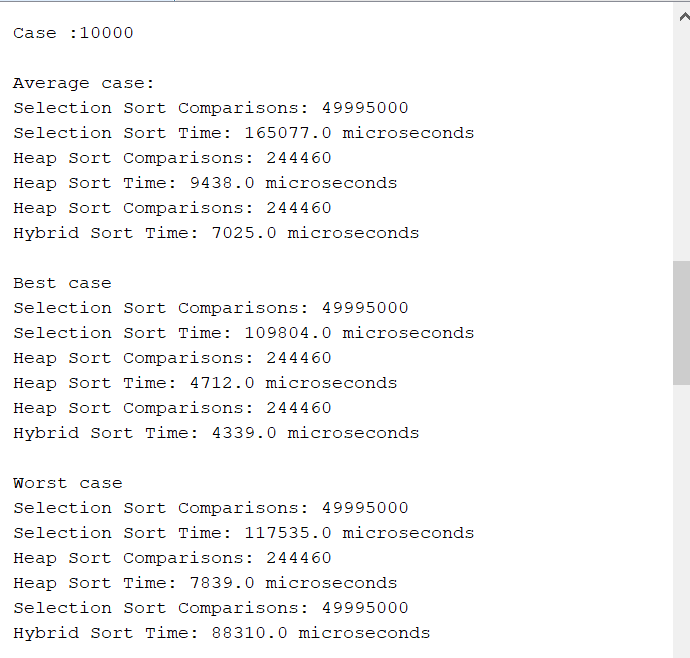 Case :10000
Average case:
Selection Sort Comparisons: 49995000
Selection Sort Time: 165077.0 microseconds
Heap Sort Comparisons: 244460
Heap Sort Time: 9438.0 microseconds
Heap Sort Comparisons: 244460
Hybrid Sort Time: 7025.0 microseconds
Best case
Selection Sort Comparisons: 49995000
Selection Sort Time: 109804.0 microseconds
Heap Sort Comparisons: 244460
Heap Sort Time: 4712.0 microseconds
Heap Sort Comparisons: 244460
Hybrid Sort Time: 4339.0 microseconds
Worst case
Selection Sort Comparisons: 49995000
Selection Sort Time: 117535.0 microseconds
Heap Sort Comparisons: 244460
Heap Sort Time: 7839.0 microseconds
Selection Sort Comparisons: 49995000
Hybrid Sort Time: 88310.0 microseconds